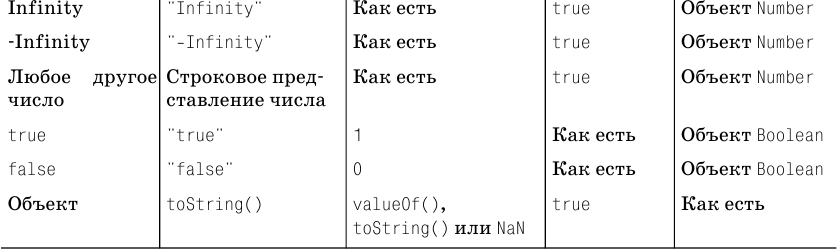 Infinity "Infinity" Как есть true Объект Number
-Infinity "-Infinity" Как есть true Объект Number
Любое другое Строковое пред- Как есть true Объект Number
число ставление числа
true "true" 1 Как есть Объект Boolean
false "false" 0 Как есть Объект Boolean
Объект toString() valueOf(), true Как есть
toString() или NaN